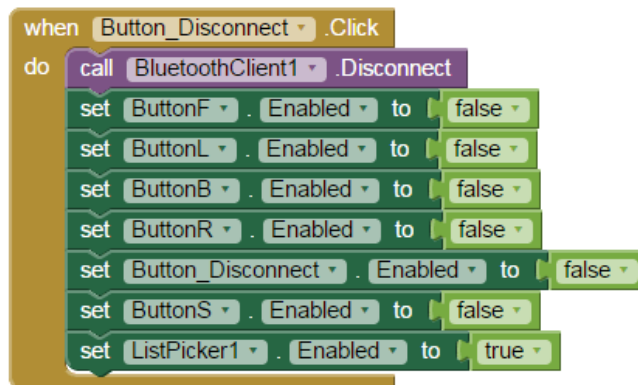 when Button_Disconnect .Click
do call BluetoothClient1 .Disconnect
set ButtonF . Enabled to false
set ButtonL . Enabled to false
set ButtonB . Enabled to false
set ButtonR . Enabled to false
set Button_Disconnect . Enabled to false
set ButtonS . Enabled to false
set ListPicker1 . Enabled to true